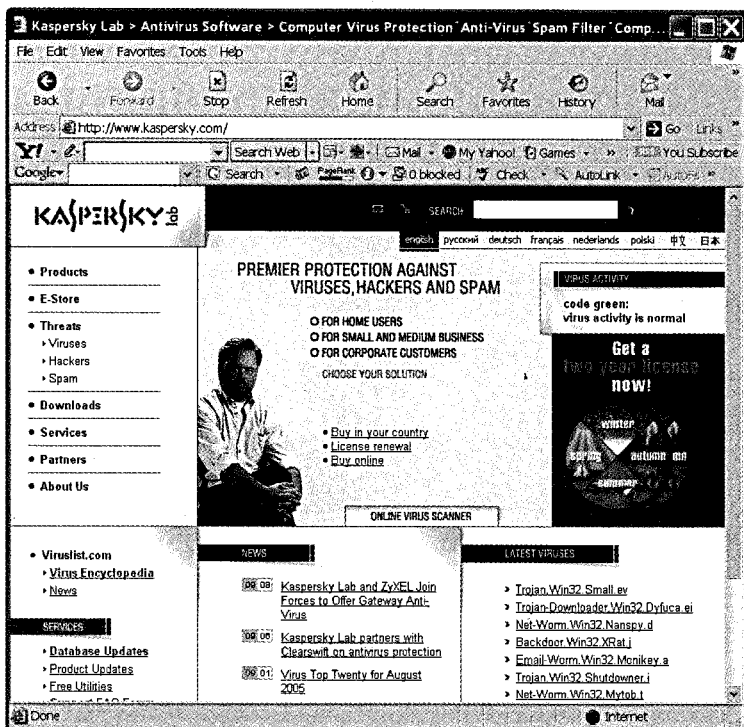 Kaspersky Lab > Antivirus Software > Computer Virus Protection`Anti-Virus`Spam Filter`Comp...
File Edit View Favorites Tools Help
Back Forward Stop Refresh Home Search Favorites History Mail
Address http://www.kaspersky.com/ Go Links
Y! Search Web Mail My Yahoo! Games You Subscribe
Google Search PageRank 0 blocked Check AutoLink
KASPERSKY lab
SEARCH
english русский deutsch français nederlands polski 中文 日本
• Products
• E-Store
• Threats
Viruses
Hackers
Spam
• Downloads
• Services
• Partners
• About Us
PREMIER PROTECTION AGAINST
VIRUSES, HACKERS AND SPAM
FOR HOME USERS
FOR SMALL AND MEDIUM BUSINESS
FOR CORPORATE CUSTOMERS
CHOOSE YOUR SOLUTION
• Buy in your country
• License renewal
• Buy online
ONLINE VIRUS SCANNER
VIRUS ACTIVITY
code green:
virus activity is normal
Get a
two year license
now!
winter
spring autumn
summer
• Viruslist.com
Virus Encyclopedia
News
SERVICES
Database Updates
Product Updates
Free Utilities
NEWS
09 08 Kaspersky Lab and ZyXEL Join
Forces to Offer Gateway Anti-
Virus
09 06 Kaspersky Lab partners with
Clearswift on antivirus protection
09 01 Virus Top Twenty for August
2005
LATEST VIRUSES
Trojan.Win32.Small.ev
Trojan-Downloader.Win32.Dyfuca.ei
Net-Worm.Win32.Nanspy.d
Backdoor.Win32.XRat.j
Email-Worm.Win32.Monikey.a
Trojan.Win32.Shutdowner.i
Net-Worm.Win32.Mytob.t
Done Internet